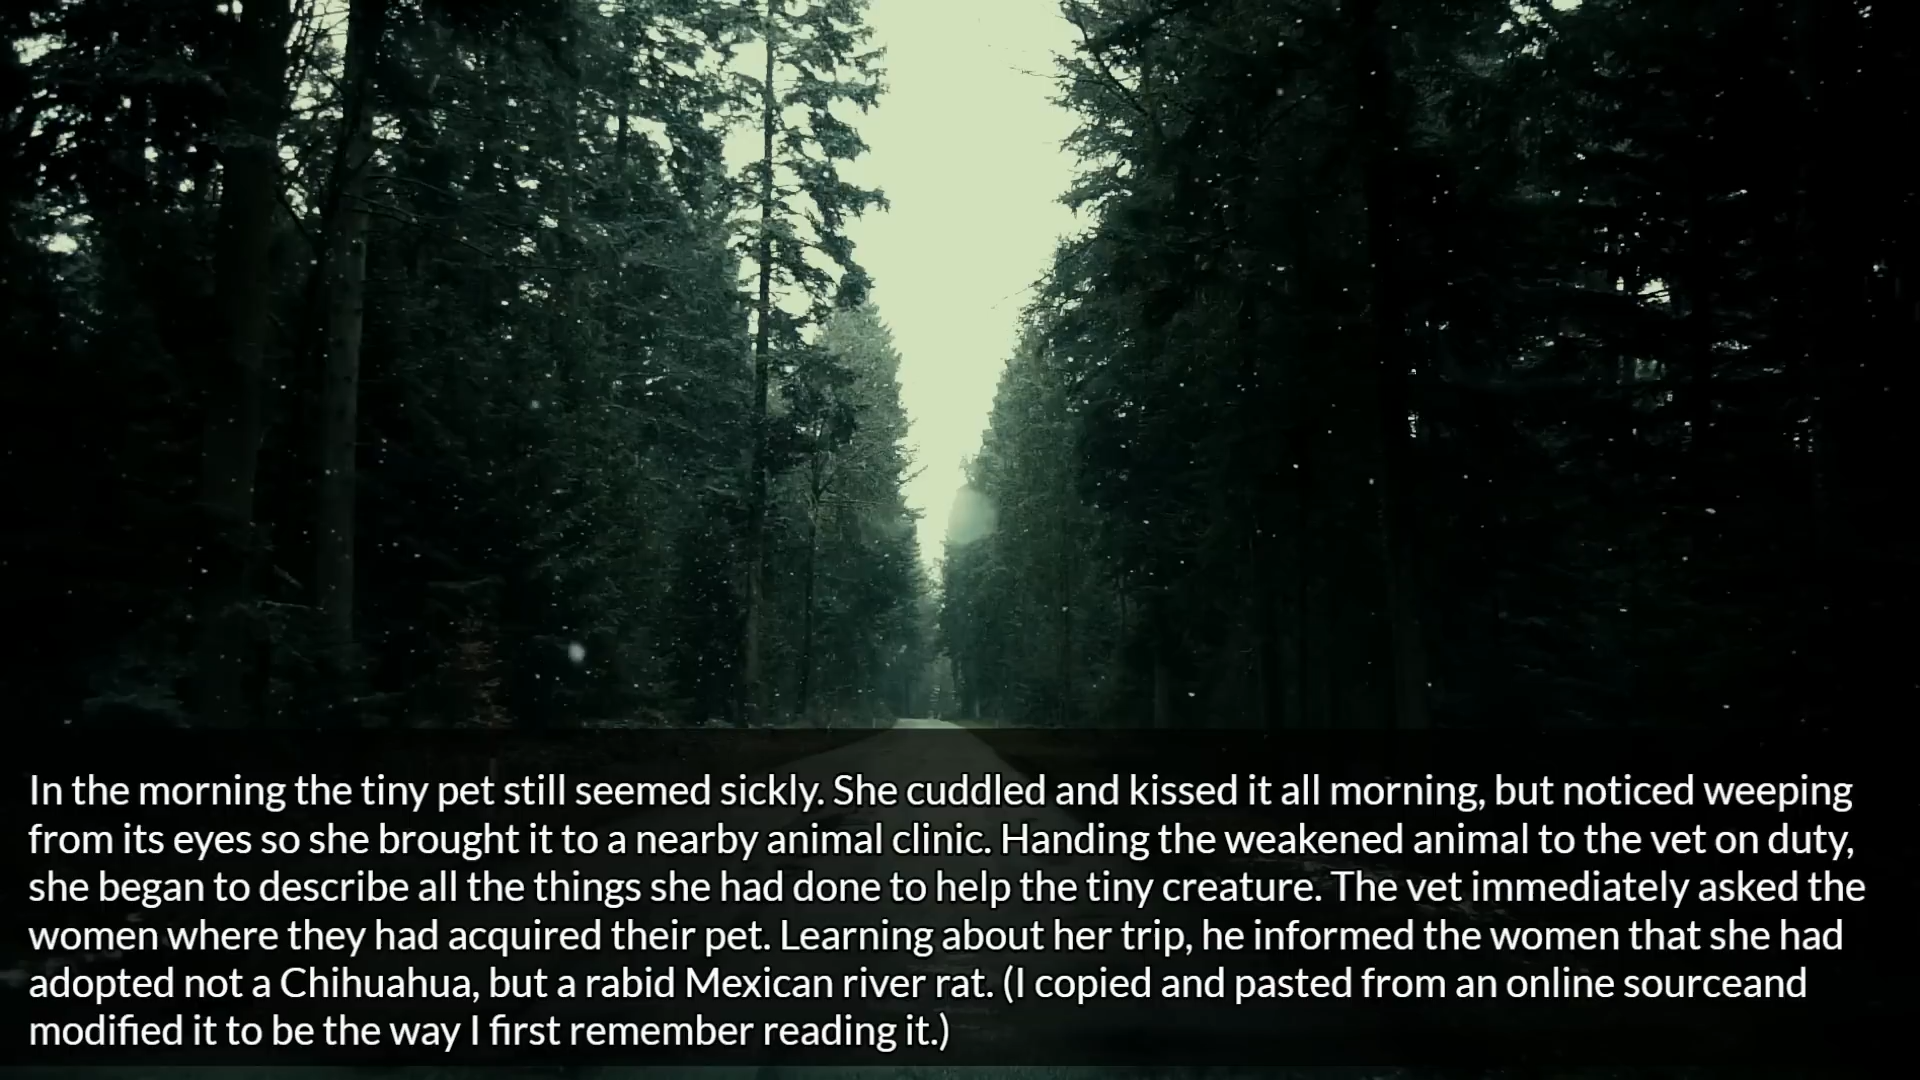 In the morning the tiny pet still seemed sickly. She cuddled and kissed it all morning, but noticed weeping
from its eyes so she brought it to a nearby animal clinic. Handing the weakened animal to the vet on duty,
she began to describe all the things she had done to help the tiny creature. The vet immediately asked the
women where they had acquired their pet. Learning about her trip, he informed the women that she had
adopted not a Chihuahua, but a rabid Mexican river rat. (I copied and pasted from an online sourceand
modified it to be the way I first remember reading it.)